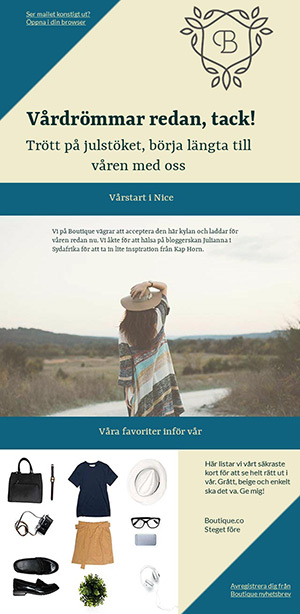 Ser mailet konstigt ut?
Öppna i din browser
B
Vårdrömmar redan, tack!
Trött på julstöket, börja längta till
våren med oss
Vårstart i Nice
Vi på Boutique vägrar att acceptera den här kylan och laddar för
våren redan nu. Vi åkte för att hälsa på bloggerskan Julianna i
Sydafrika för att ta in lite inspiration från Kap Horn.
Våra favoriter inför vår
Här listar vi vårt säkraste
kort för att se helt rätt ut i
vår. Grått, beige och enkelt
ska det va. Ge mig!
Boutique.co
Steget före
Avregistrera dig från
Boutique nyhetsbrev